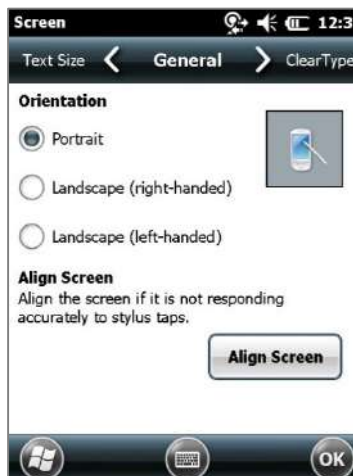 Screen 12:3
Text Size General ClearType
Orientation
Portrait
Landscape (right-handed)
Landscape (left-handed)
Align Screen
Align the screen if it is not responding
accurately to stylus taps.
Align Screen
OK